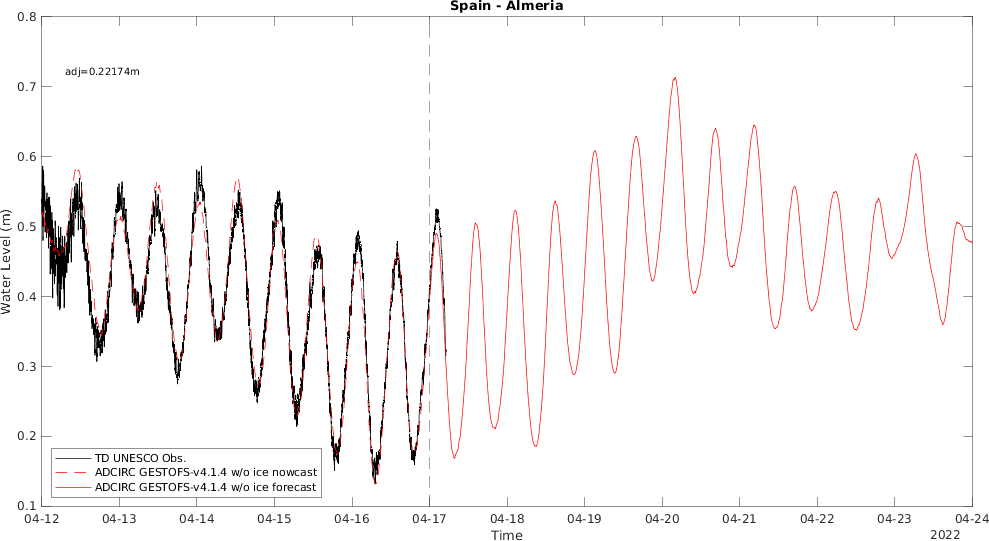 Spain - Almeria
0.8
0.7
0.6
0.5
0.4
0.3
0.2
0.1
Water Level (m)
adj=0.22174m
TD UNESCO Obs.
ADCIRC GESTOFS-v4.1.4 w/o ice nowcast
ADCIRC GESTOFS-v4.1.4 w/o ice forecast
04-12 04-13 04-14 04-15 04-16 04-17 04-18 04-19 04-20 04-21 04-22 04-23 04-24
Time
2022